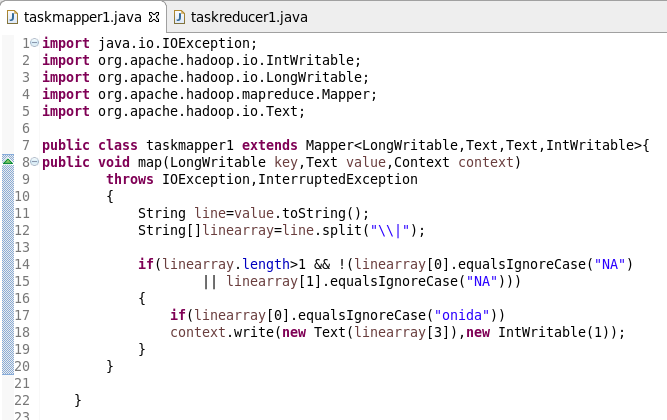 taskmapper1.java taskreducer1.java
1 import java.io.IOException;
2 import org.apache.hadoop.io.IntWritable;
3 import org.apache.hadoop.io.LongWritable;
4 import org.apache.hadoop.mapreduce.Mapper;
5 import org.apache.hadoop.io.Text;
6
7 public class taskmapper1 extends Mapper<LongWritable,Text,Text,IntWritable>{
8 public void map(LongWritable key,Text value,Context context)
9         throws IOException,InterruptedException
10         {
11             String line=value.toString();
12             String[]linearray=line.split("\\|");
13
14             if(linearray.length>1 && !(linearray[0].equalsIgnoreCase("NA")
15                     || linearray[1].equalsIgnoreCase("NA")))
16             {
17                 if(linearray[0].equalsIgnoreCase("onida"))
18                 context.write(new Text(linearray[3]),new IntWritable(1));
19             }
20         }
21
22     }
23